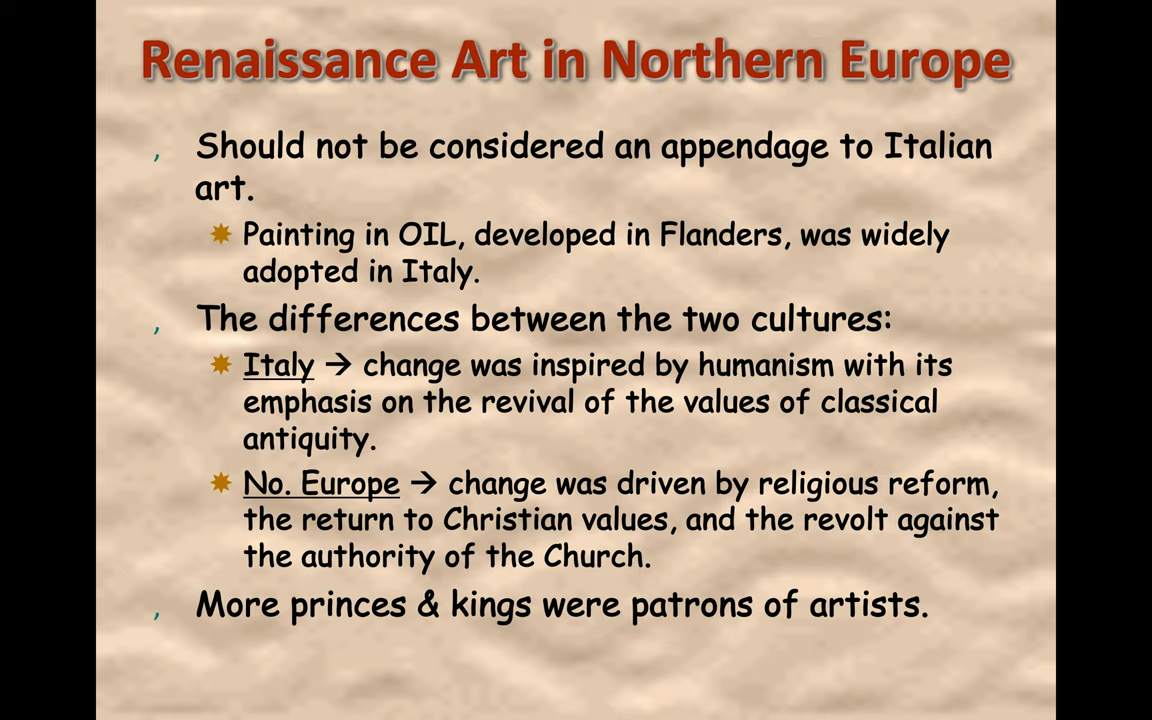 Renaissance Art in Northern Europe
, Should not be considered an appendage to Italian
art.
✸ Painting in OIL, developed in Flanders, was widely
adopted in Italy.
, The differences between the two cultures:
✸ Italy → change was inspired by humanism with its
emphasis on the revival of the values of classical
antiquity.
✸ No. Europe → change was driven by religious reform,
the return to Christian values, and the revolt against
the authority of the Church.
, More princes & kings were patrons of artists.